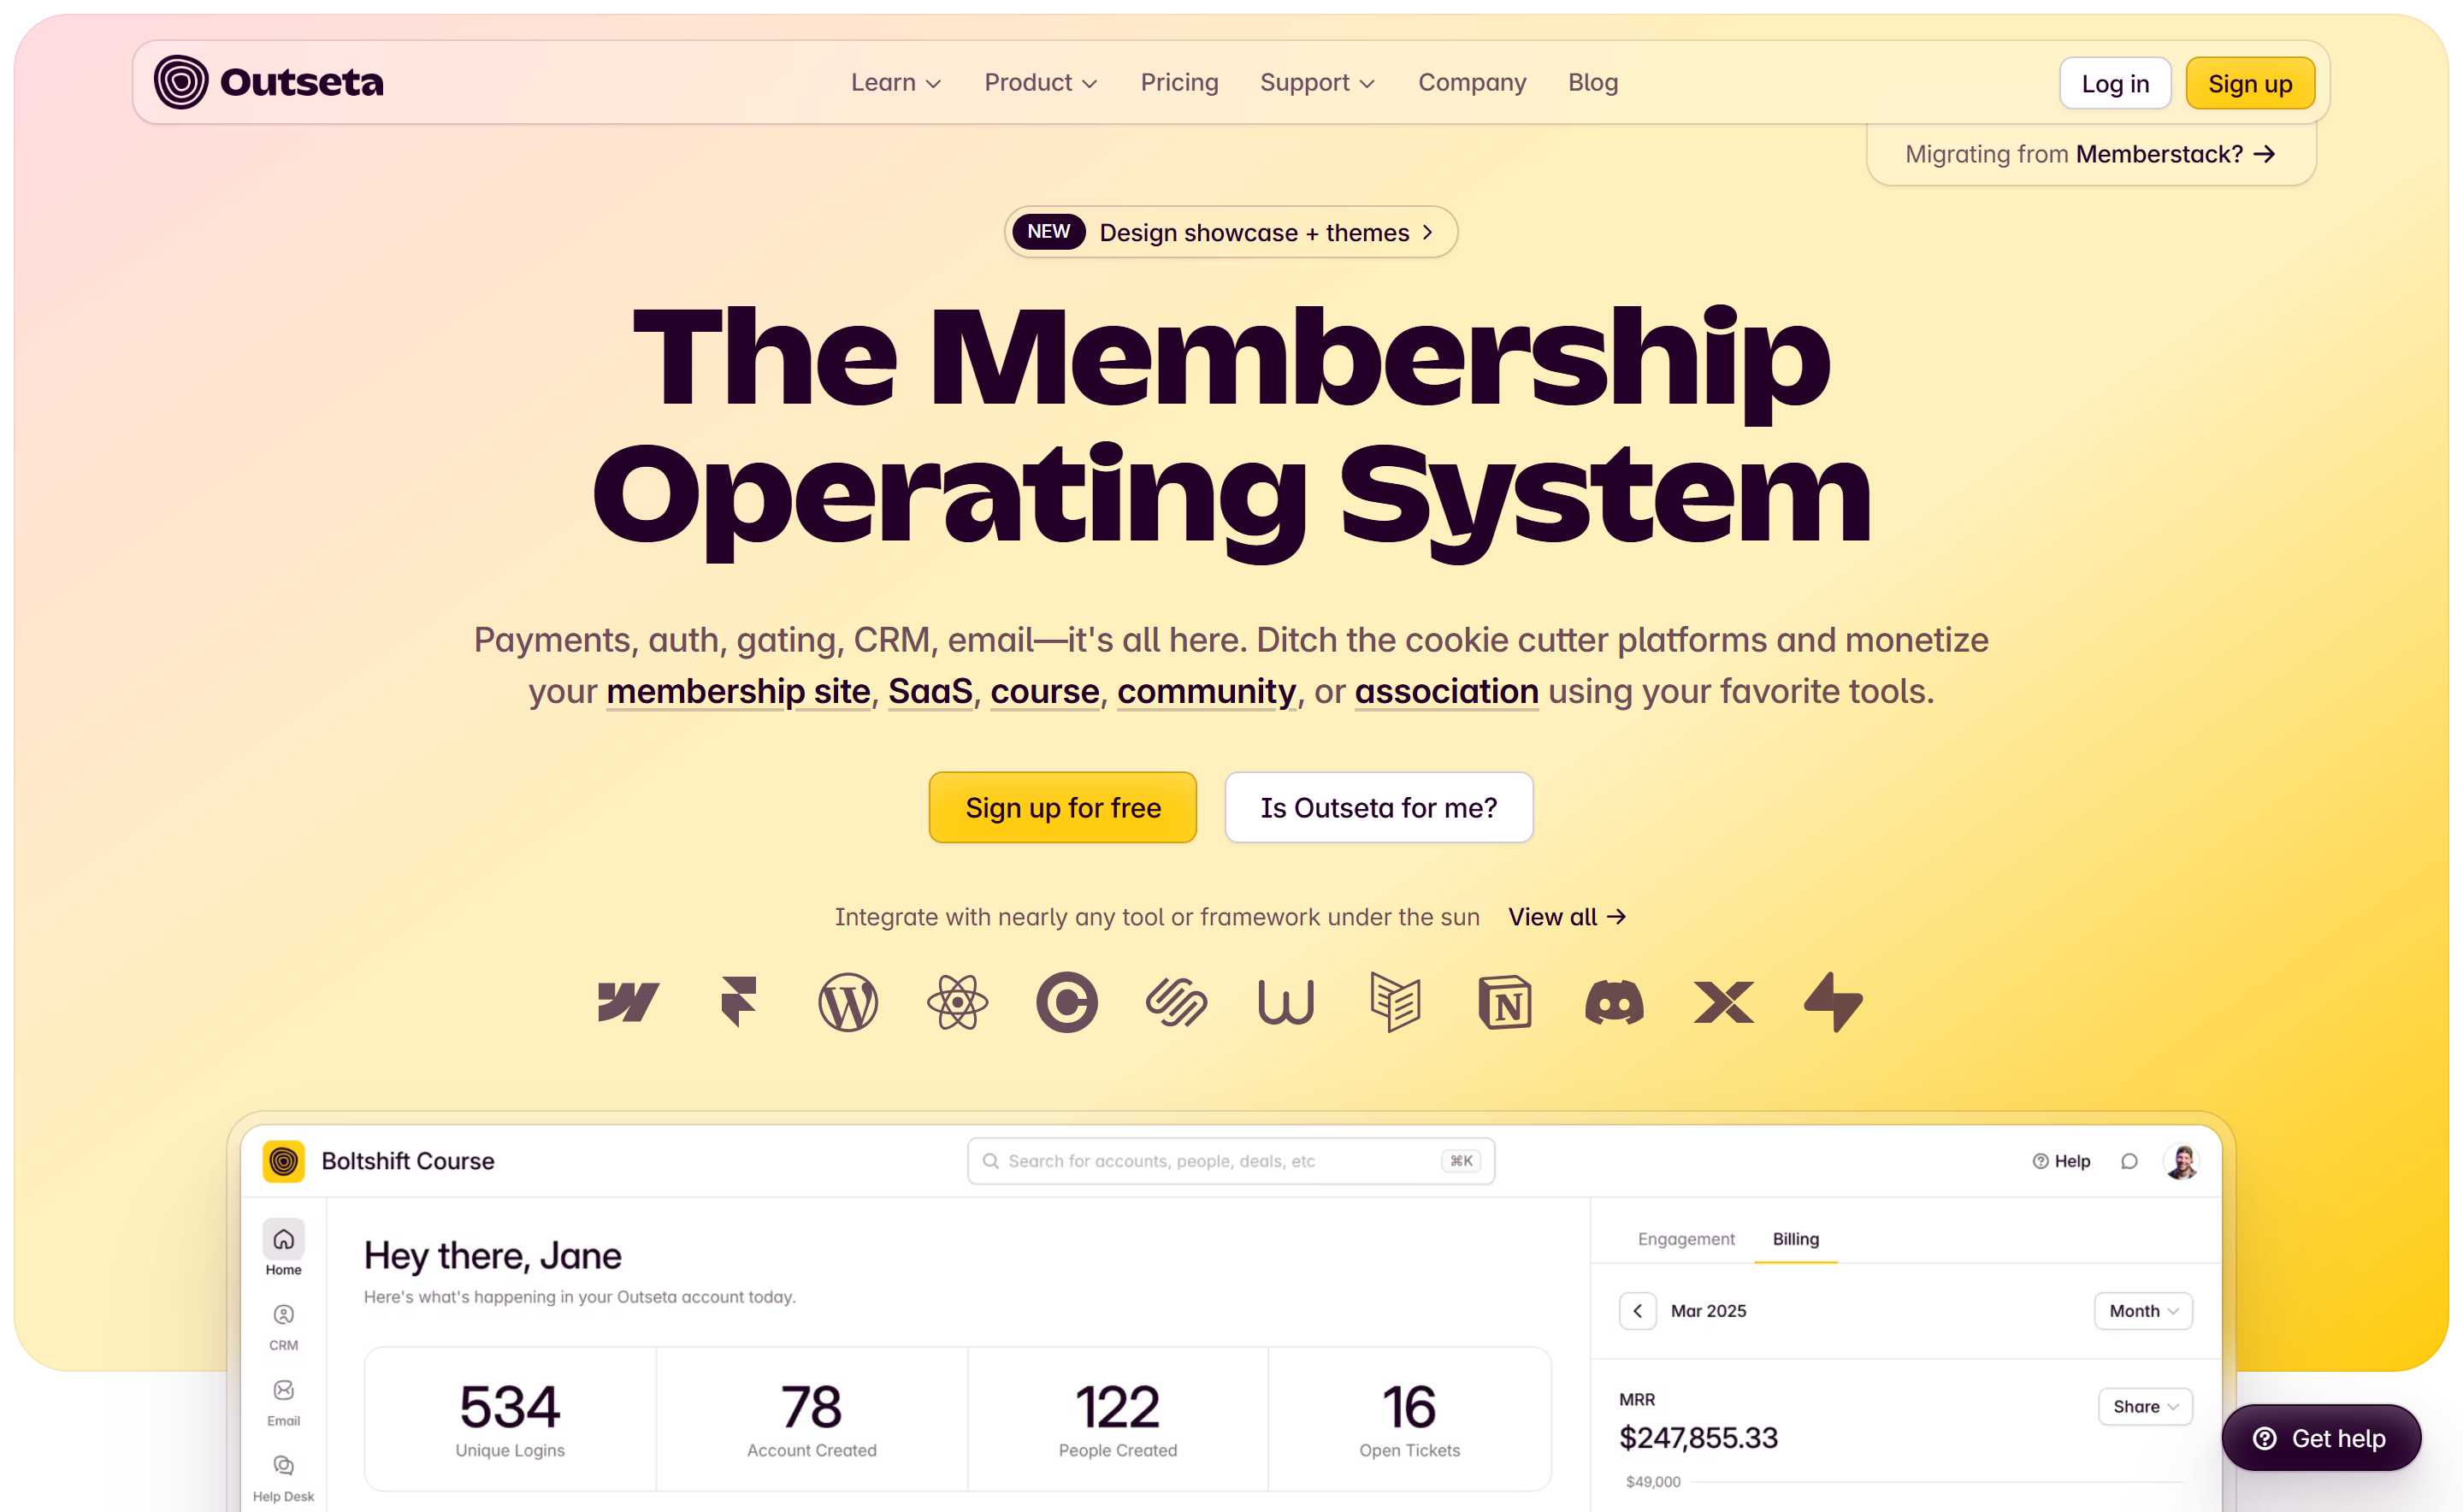 Outseta
Learn
Product
Pricing
Support
Company
Blog
Log in
Sign up
Migrating from Memberstack? →
NEW Design showcase + themes
The Membership
Operating System
Payments, auth, gating, CRM, email—it's all here. Ditch the cookie cutter platforms and monetize
your membership site, SaaS, course, community, or association using your favorite tools.
Sign up for free
Is Outseta for me?
Integrate with nearly any tool or framework under the sun
View all →
Boltshift Course
Search for accounts, people, deals, etc
⌘K
Help
Home
CRM
Email
Help Desk
Hey there, Jane
Here's what's happening in your Outseta account today.
534
Unique Logins
78
Account Created
122
People Created
16
Open Tickets
Engagement
Billing
Mar 2025
Month
MRR
Share
$247,855.33
$49,000
Get help